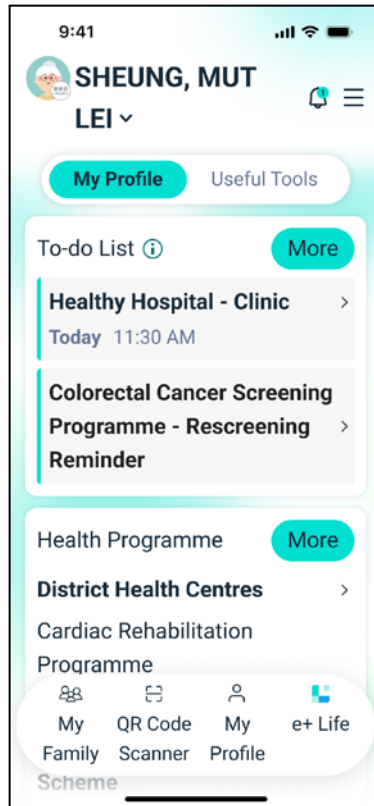 9:41
SHEUNG, MUT
LEI
My Profile
Useful Tools
To-do List
More
Healthy Hospital - Clinic
Today 11:30 AM
Colorectal Cancer Screening
Programme - Rescreening
Reminder
Health Programme
More
District Health Centres
Cardiac Rehabilitation
Programme
My
Family
QR Code
Scanner
My
Profile
e+ Life
Scheme